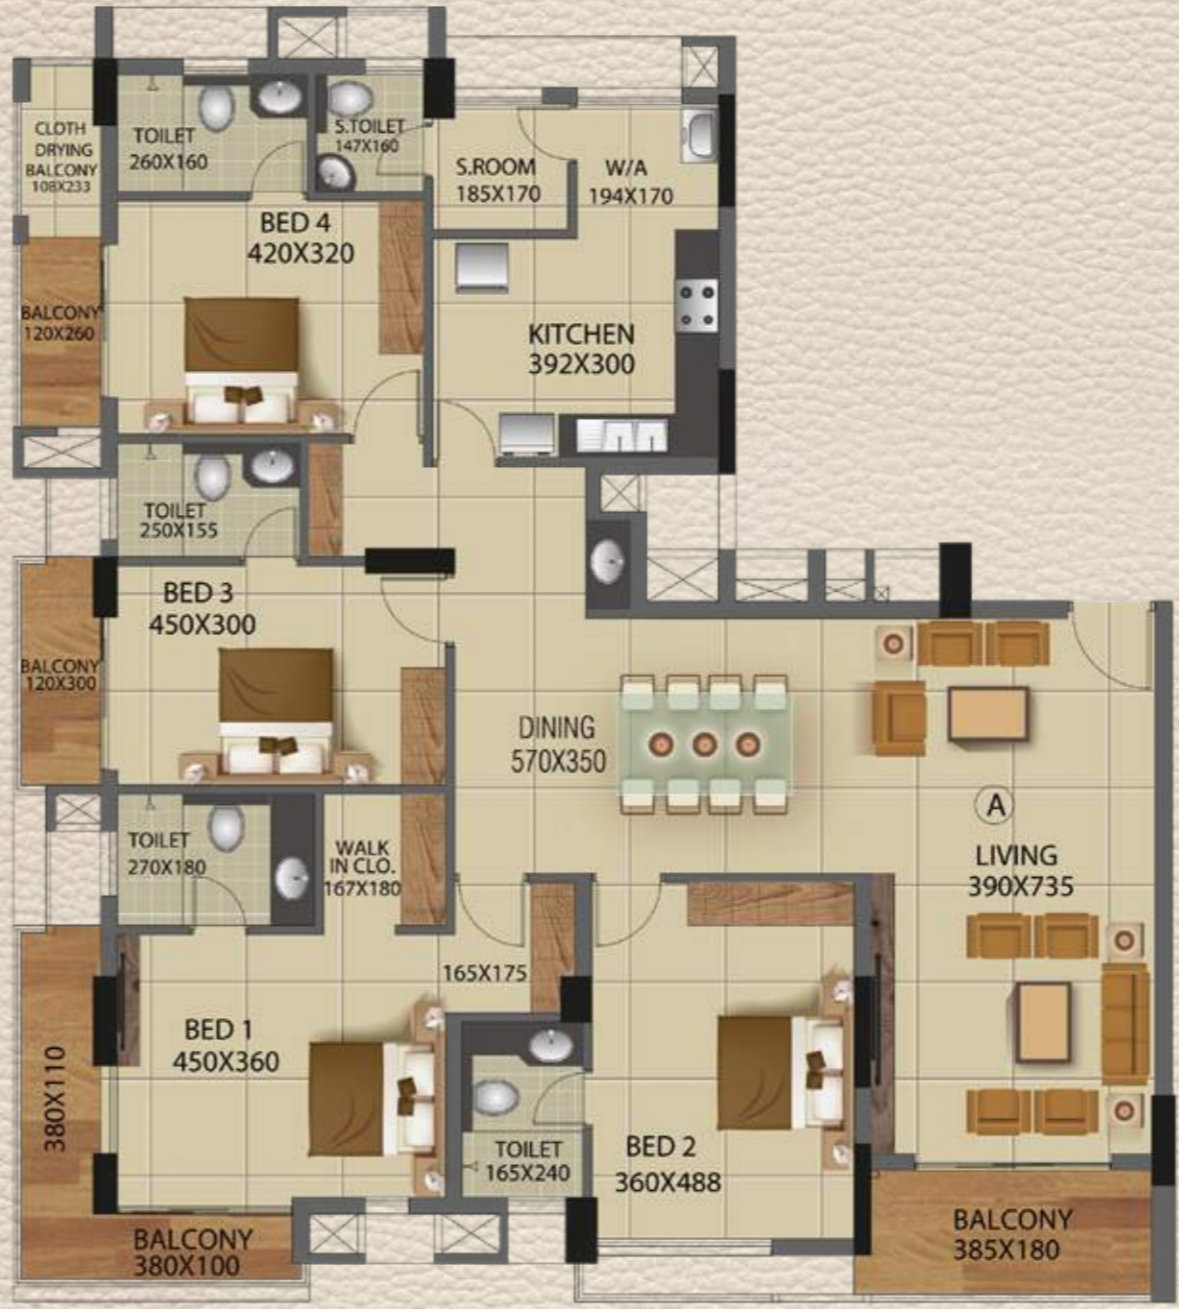 CLOTH
DRYING
BALCONY
108X233
TOILET
260X160
S.TOILET
147X160
S.ROOM
185X170
W/A
194X170
BED 4
420X320
BALCONY
120X260
KITCHEN
392X300
TOILET
250X155
BED 3
450X300
BALCONY
120X300
DINING
570X350
A
LIVING
390X735
TOILET
270X180
WALK
IN CLO.
167X180
165X175
BED 1
450X360
380X110
TOILET
165X240
BED 2
360X488
BALCONY
380X100
BALCONY
385X180